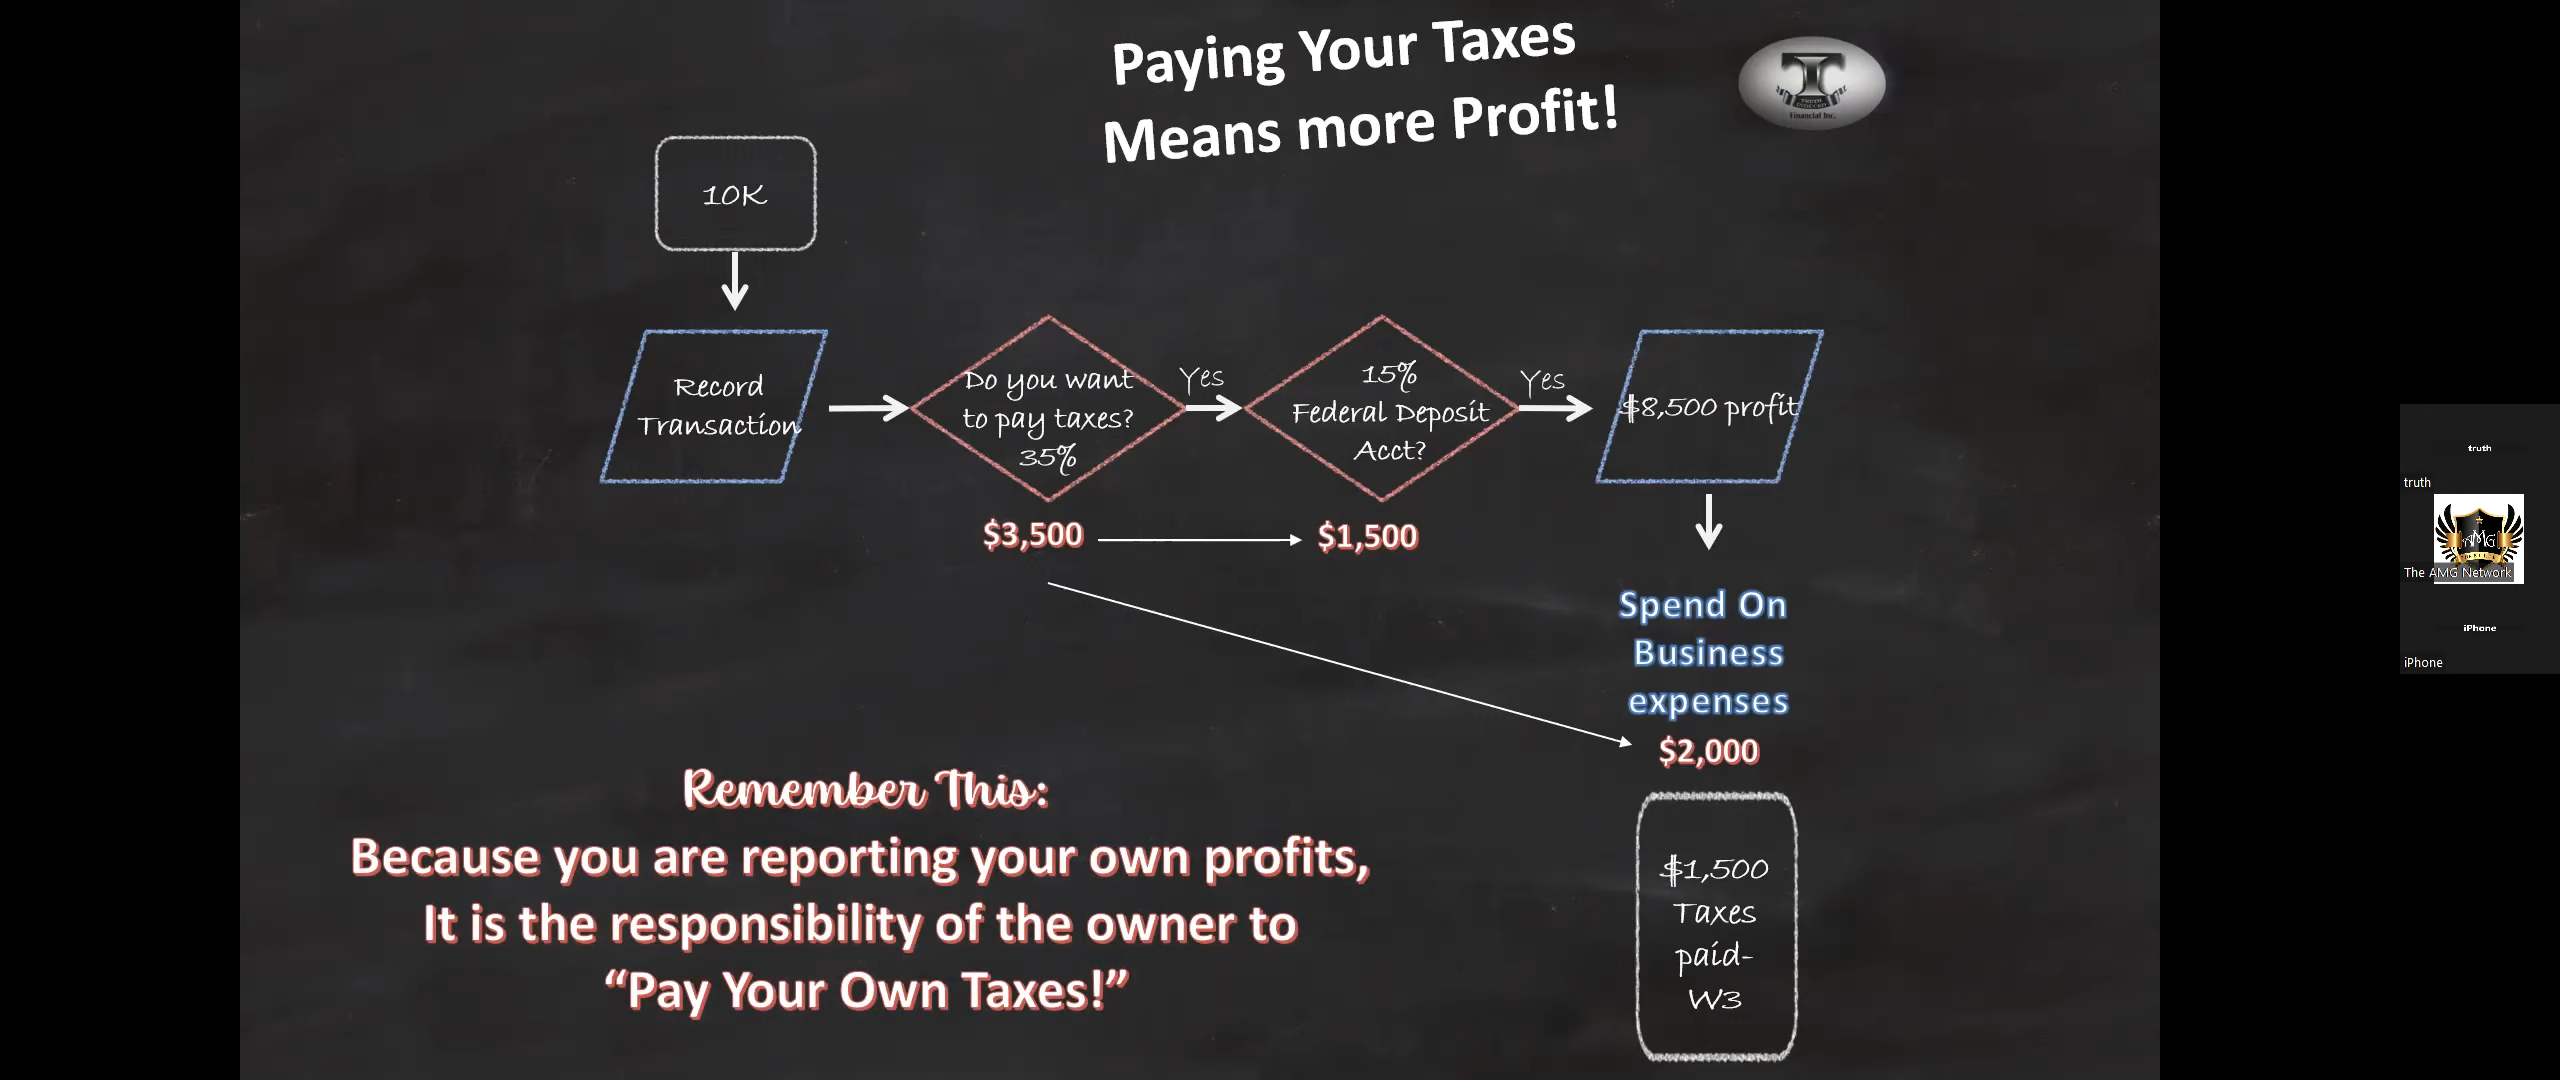 Paying Your Taxes
Means more Profit!
Financial Inc.
10K
Record
Transaction
Do you want
to pay taxes?
35%
Yes
15%
Federal Deposit
Acct?
Yes
$8,500 profit
$3,500
$1,500
Spend On
Business
expenses
$2,000
$1,500
Taxes
paid-
W3
Remember This:
Because you are reporting your own profits,
It is the responsibility of the owner to
“Pay Your Own Taxes!”
truth
truth
AMG
The AMG Network
iPhone
iPhone